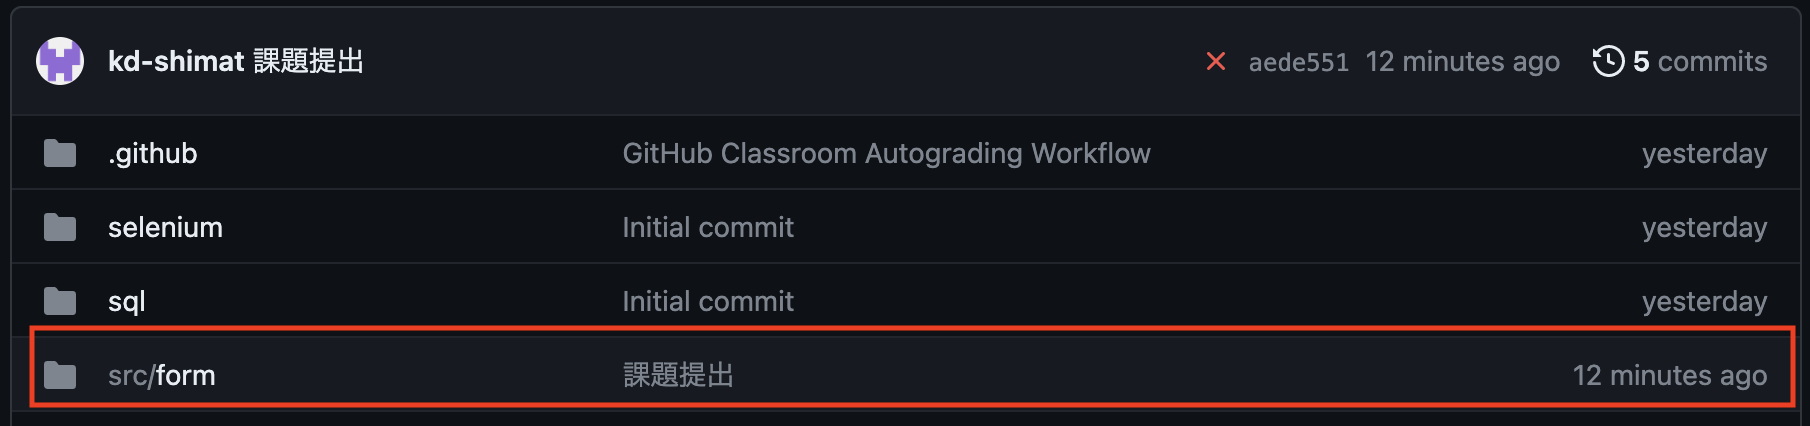 kd-shimat 課題提出 aede551 12 minutes ago 5 commits
.github GitHub Classroom Autograding Workflow yesterday
selenium Initial commit yesterday
sql Initial commit yesterday
src/form 課題提出 12 minutes ago